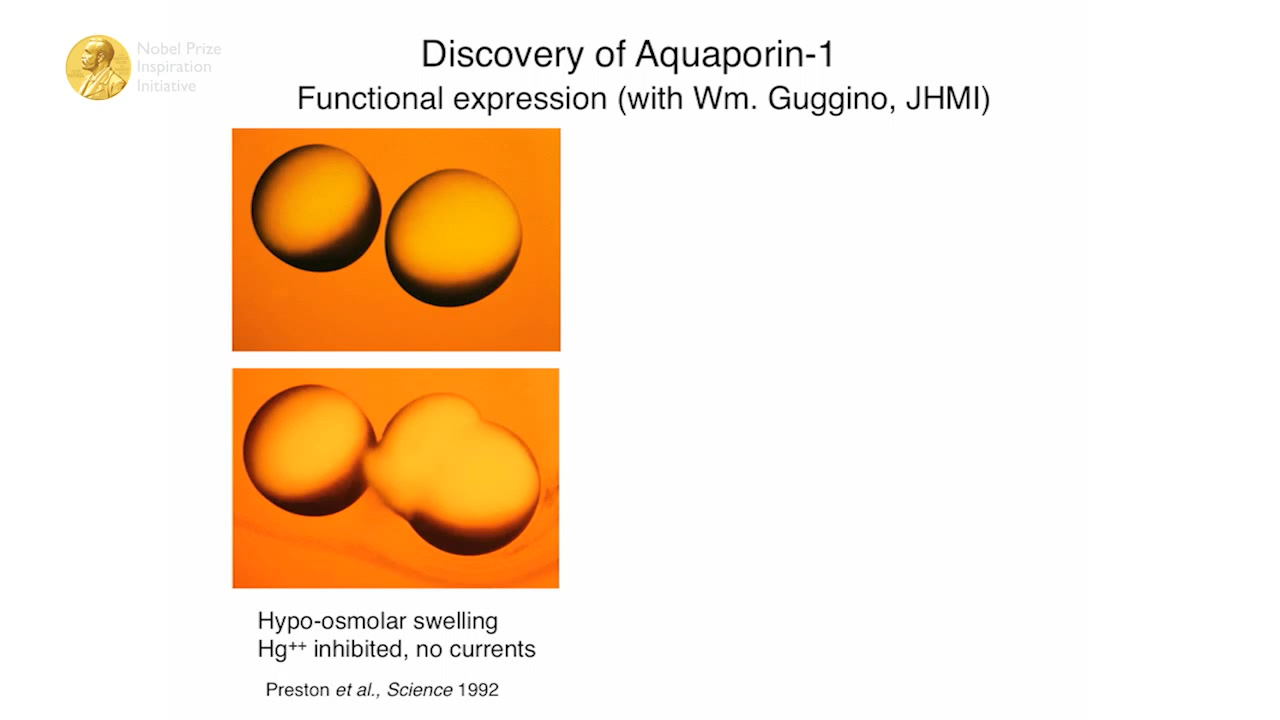 Nobel Prize
Inspiration
Initiative
Discovery of Aquaporin-1
Functional expression (with Wm. Guggino, JHMI)
Hypo-osmolar swelling
Hg⁺⁺ inhibited, no currents
Preston et al., Science 1992